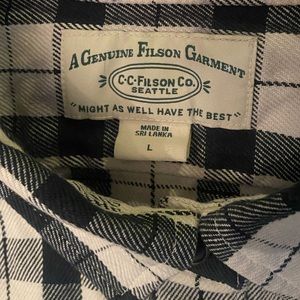 A GENUINE FILSON GARMENT
C·C·FILSON CO.
SEATTLE
"MIGHT AS WELL HAVE THE BEST"
MADE IN
SRI LANKA
L